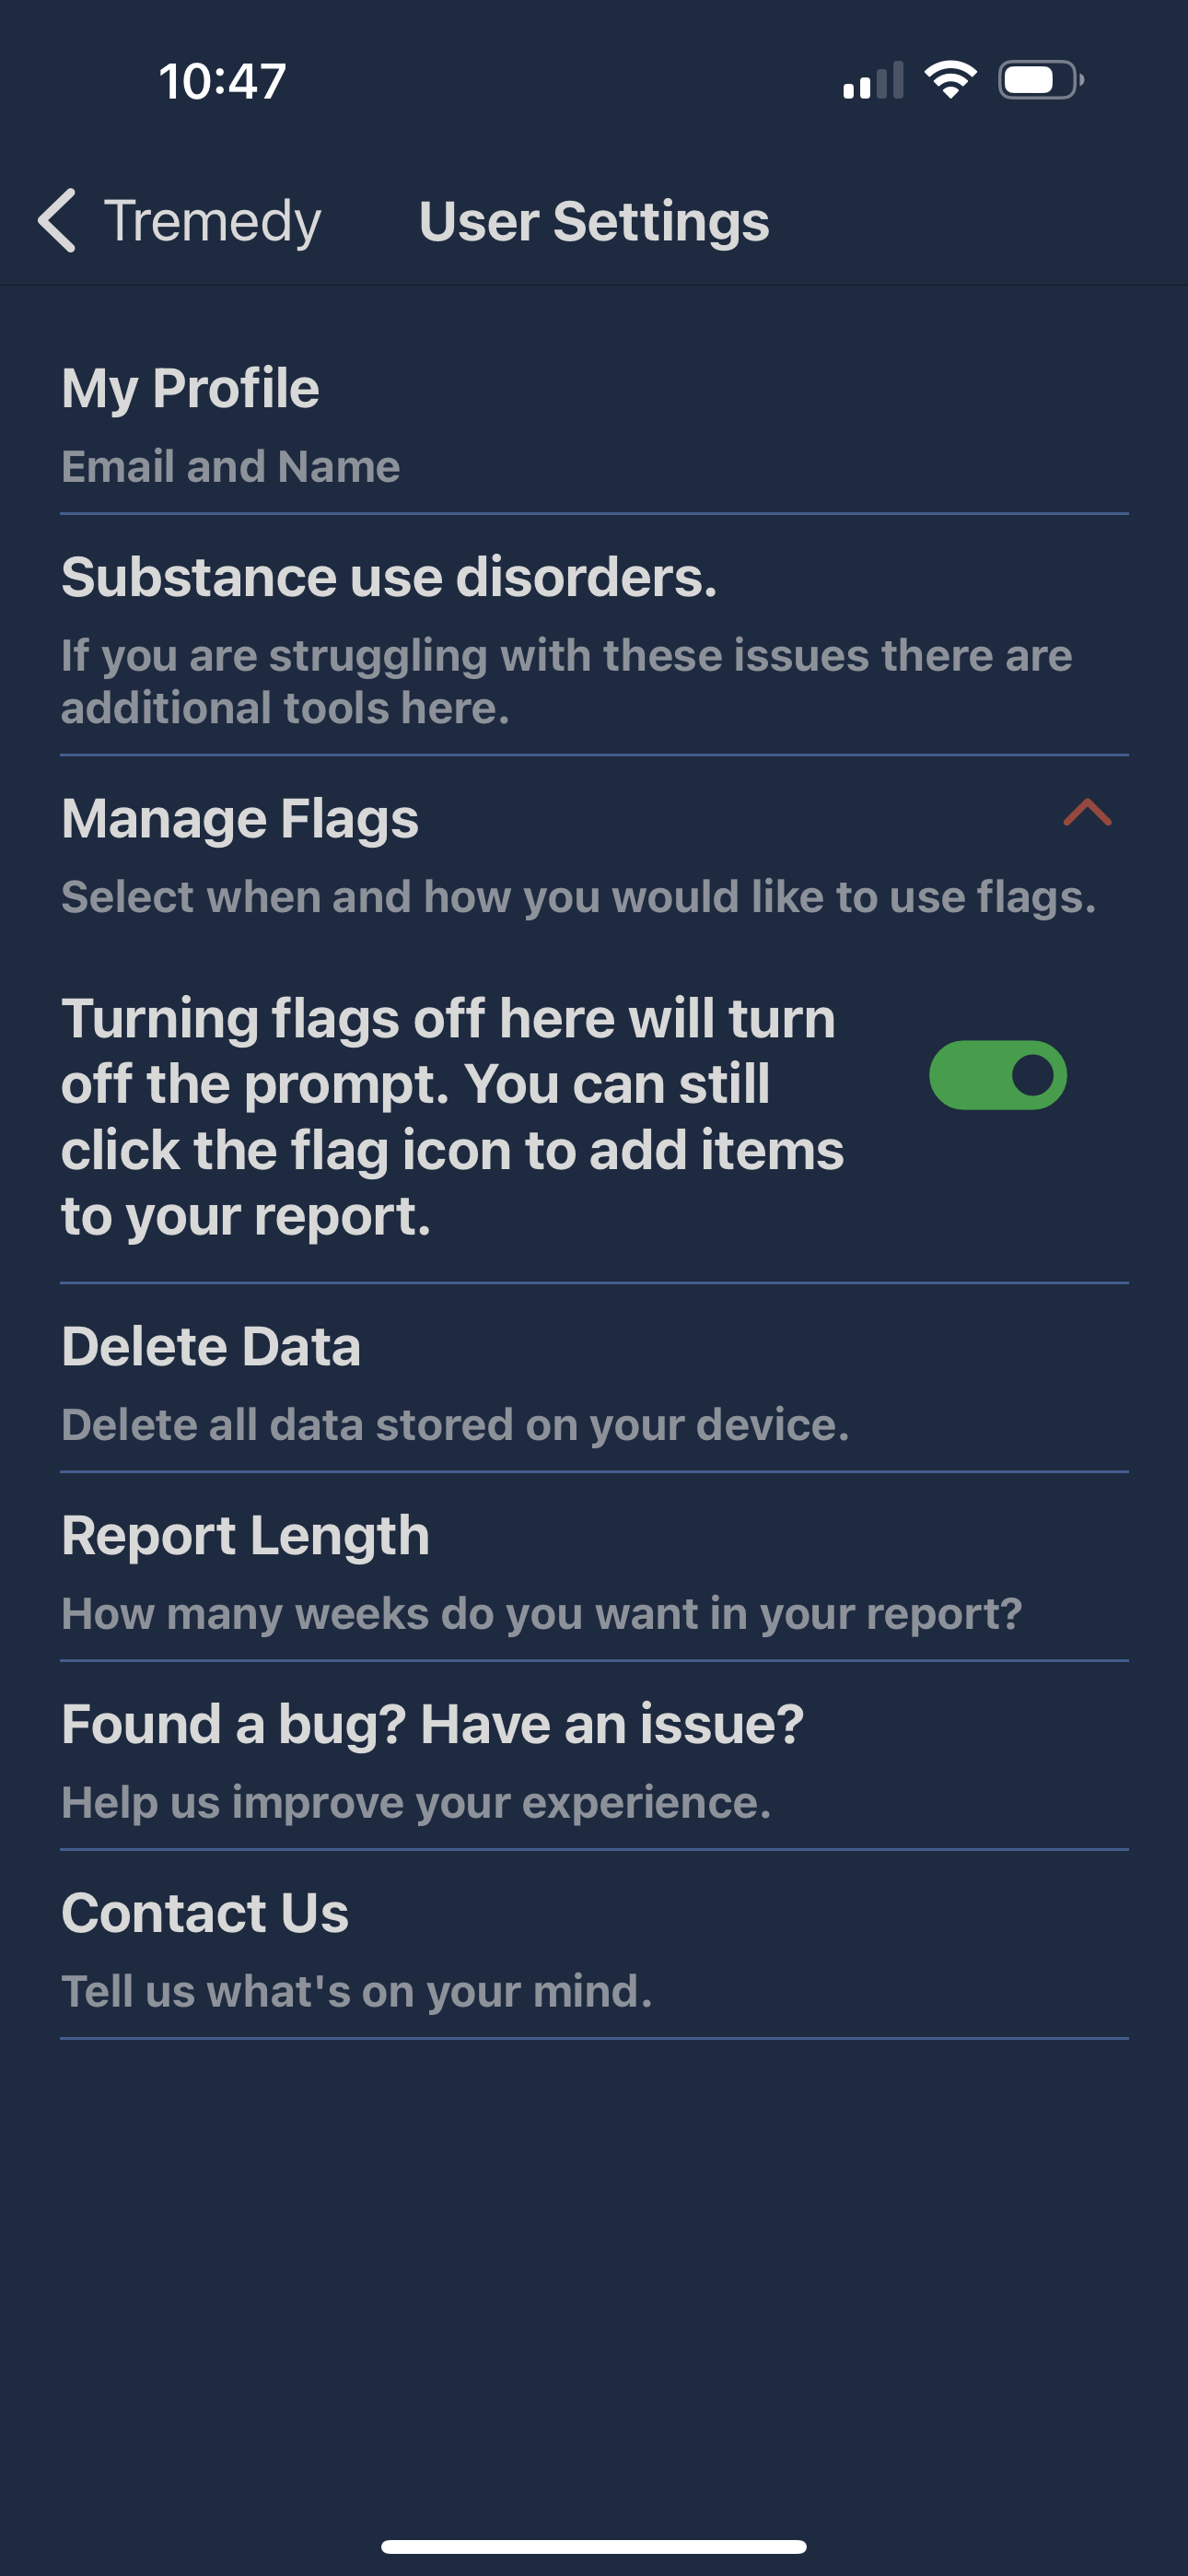 10:47
Tremedy
User Settings
My Profile
Email and Name
Substance use disorders.
If you are struggling with these issues there are
additional tools here.
Manage Flags
Select when and how you would like to use flags.
Turning flags off here will turn
off the prompt. You can still
click the flag icon to add items
to your report.
Delete Data
Delete all data stored on your device.
Report Length
How many weeks do you want in your report?
Found a bug? Have an issue?
Help us improve your experience.
Contact Us
Tell us what's on your mind.